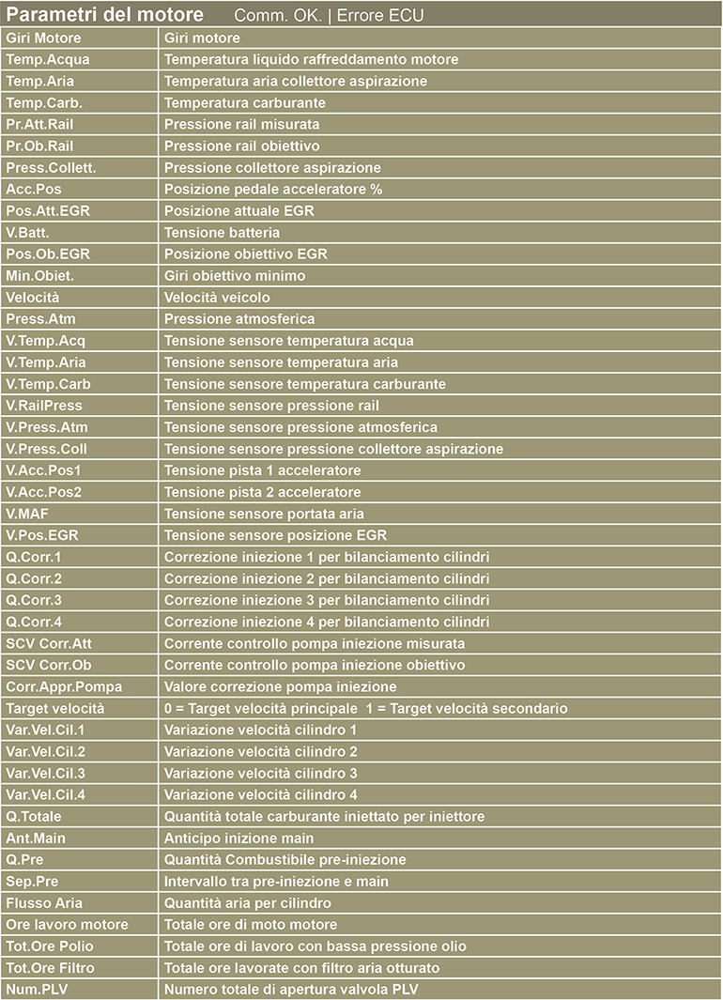 Parametri del motore Comm. OK. | Errore ECU
Giri Motore Giri motore
Temp.Acqua Temperatura liquido raffreddamento motore
Temp.Aria Temperatura aria collettore aspirazione
Temp.Carb. Temperatura carburante
Pr.Att.Rail Pressione rail misurata
Pr.Ob.Rail Pressione rail obiettivo
Press.Collett. Pressione collettore aspirazione
Acc.Pos Posizione pedale acceleratore %
Pos.Att.EGR Posizione attuale EGR
V.Batt. Tensione batteria
Pos.Ob.EGR Posizione obiettivo EGR
Min.Obiet. Giri obiettivo minimo
Velocità Velocità veicolo
Press.Atm Pressione atmosferica
V.Temp.Acq Tensione sensore temperatura acqua
V.Temp.Aria Tensione sensore temperatura aria
V.Temp.Carb Tensione sensore temperatura carburante
V.RailPress Tensione sensore pressione rail
V.Press.Atm Tensione sensore pressione atmosferica
V.Press.Coll Tensione sensore pressione collettore aspirazione
V.Acc.Pos1 Tensione pista 1 acceleratore
V.Acc.Pos2 Tensione pista 2 acceleratore
V.MAF Tensione sensore portata aria
V.Pos.EGR Tensione sensore posizione EGR
Q.Corr.1 Correzione iniezione 1 per bilanciamento cilindri
Q.Corr.2 Correzione iniezione 2 per bilanciamento cilindri
Q.Corr.3 Correzione iniezione 3 per bilanciamento cilindri
Q.Corr.4 Correzione iniezione 4 per bilanciamento cilindri
SCV Corr.Att Corrente controllo pompa iniezione misurata
SCV Corr.Ob Corrente controllo pompa iniezione obiettivo
Corr.Appr.Pompa Valore correzione pompa iniezione
Target velocità 0 = Target velocità principale 1 = Target velocità secondario
Var.Vel.Cil.1 Variazione velocità cilindro 1
Var.Vel.Cil.2 Variazione velocità cilindro 2
Var.Vel.Cil.3 Variazione velocità cilindro 3
Var.Vel.Cil.4 Variazione velocità cilindro 4
Q.Totale Quantità totale carburante iniettato per iniettore
Ant.Main Anticipo inizione main
Q.Pre Quantità Combustibile pre-iniezione
Sep.Pre Intervallo tra pre-iniezione e main
Flusso Aria Quantità aria per cilindro
Ore lavoro motore Totale ore di moto motore
Tot.Ore Polio Totale ore di lavoro con bassa pressione olio
Tot.Ore Filtro Totale ore lavorate con filtro aria otturato
Num.PLV Numero totale di apertura valvola PLV